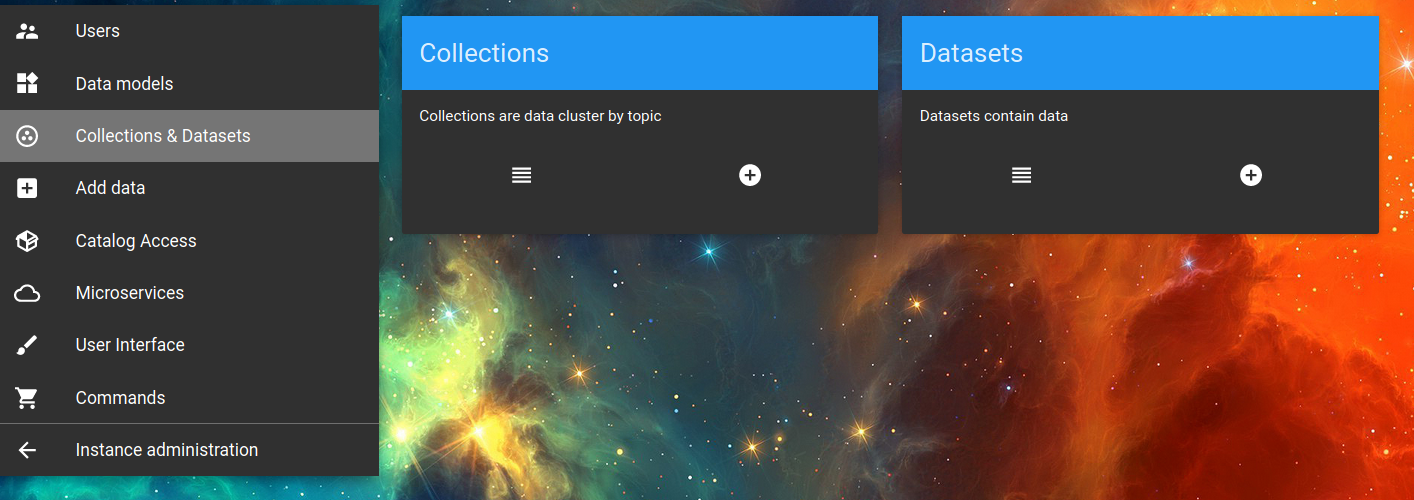 Users
Data models
Collections & Datasets
Add data
Catalog Access
Microservices
User Interface
Commands
Instance administration
Collections
Collections are data cluster by topic
Datasets
Datasets contain data